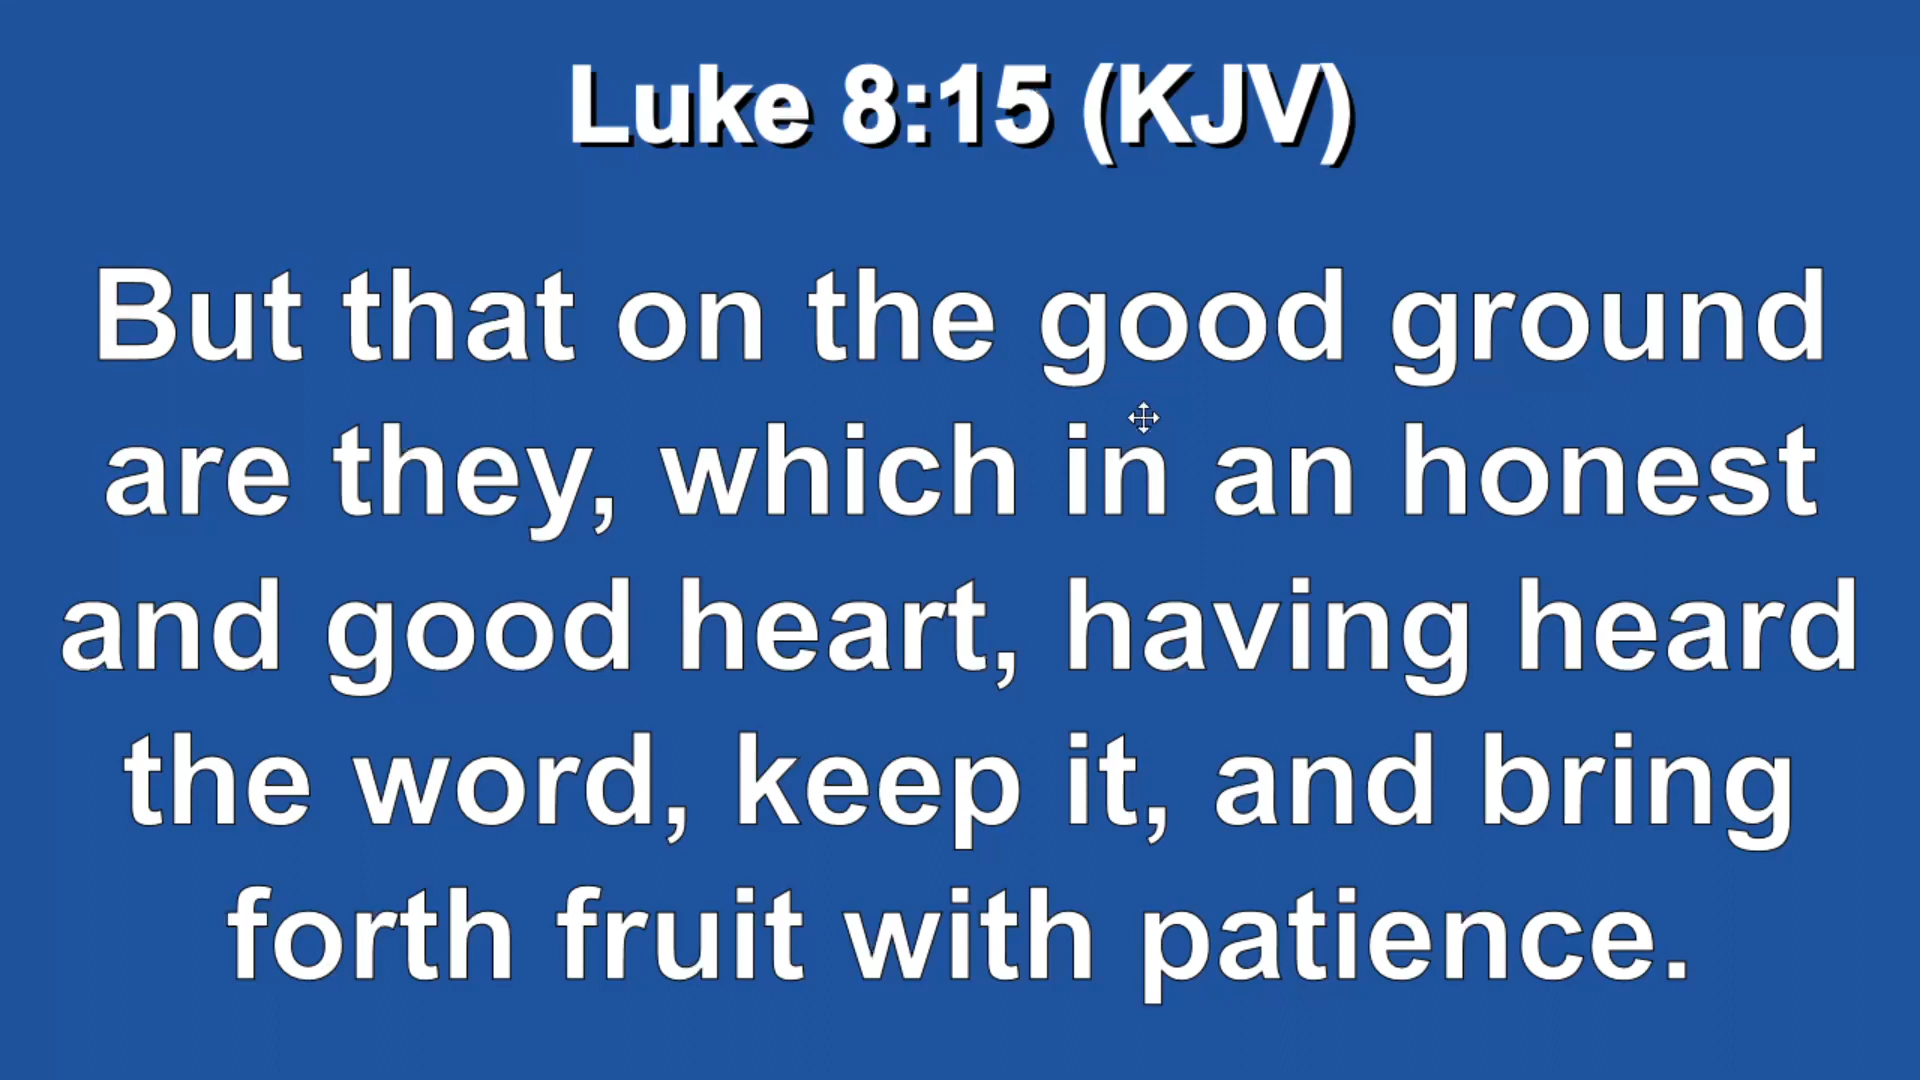 Luke 8:15 (KJV)
But that on the good ground
are they, which in an honest
and good heart, having heard
the word, keep it, and bring
forth fruit with patience.